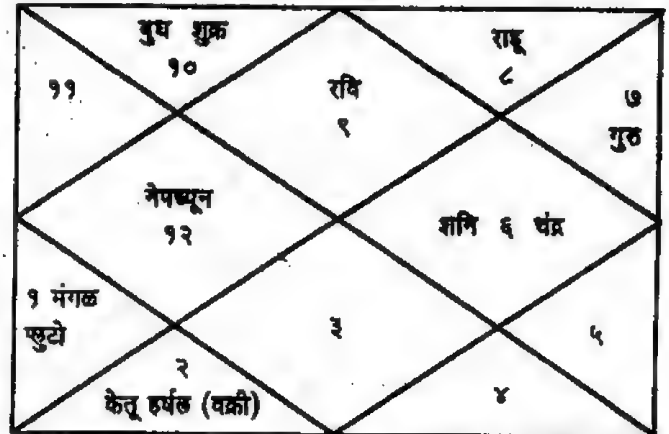 बुध शुक्र
१०
राहू
८
११
रवि
९
७
गुरु
नेपच्यून
१२
शनि ६ चंद्र
१ मंगळ
प्लुटो
३
५
२
केतू हर्षल (वक्री)
४